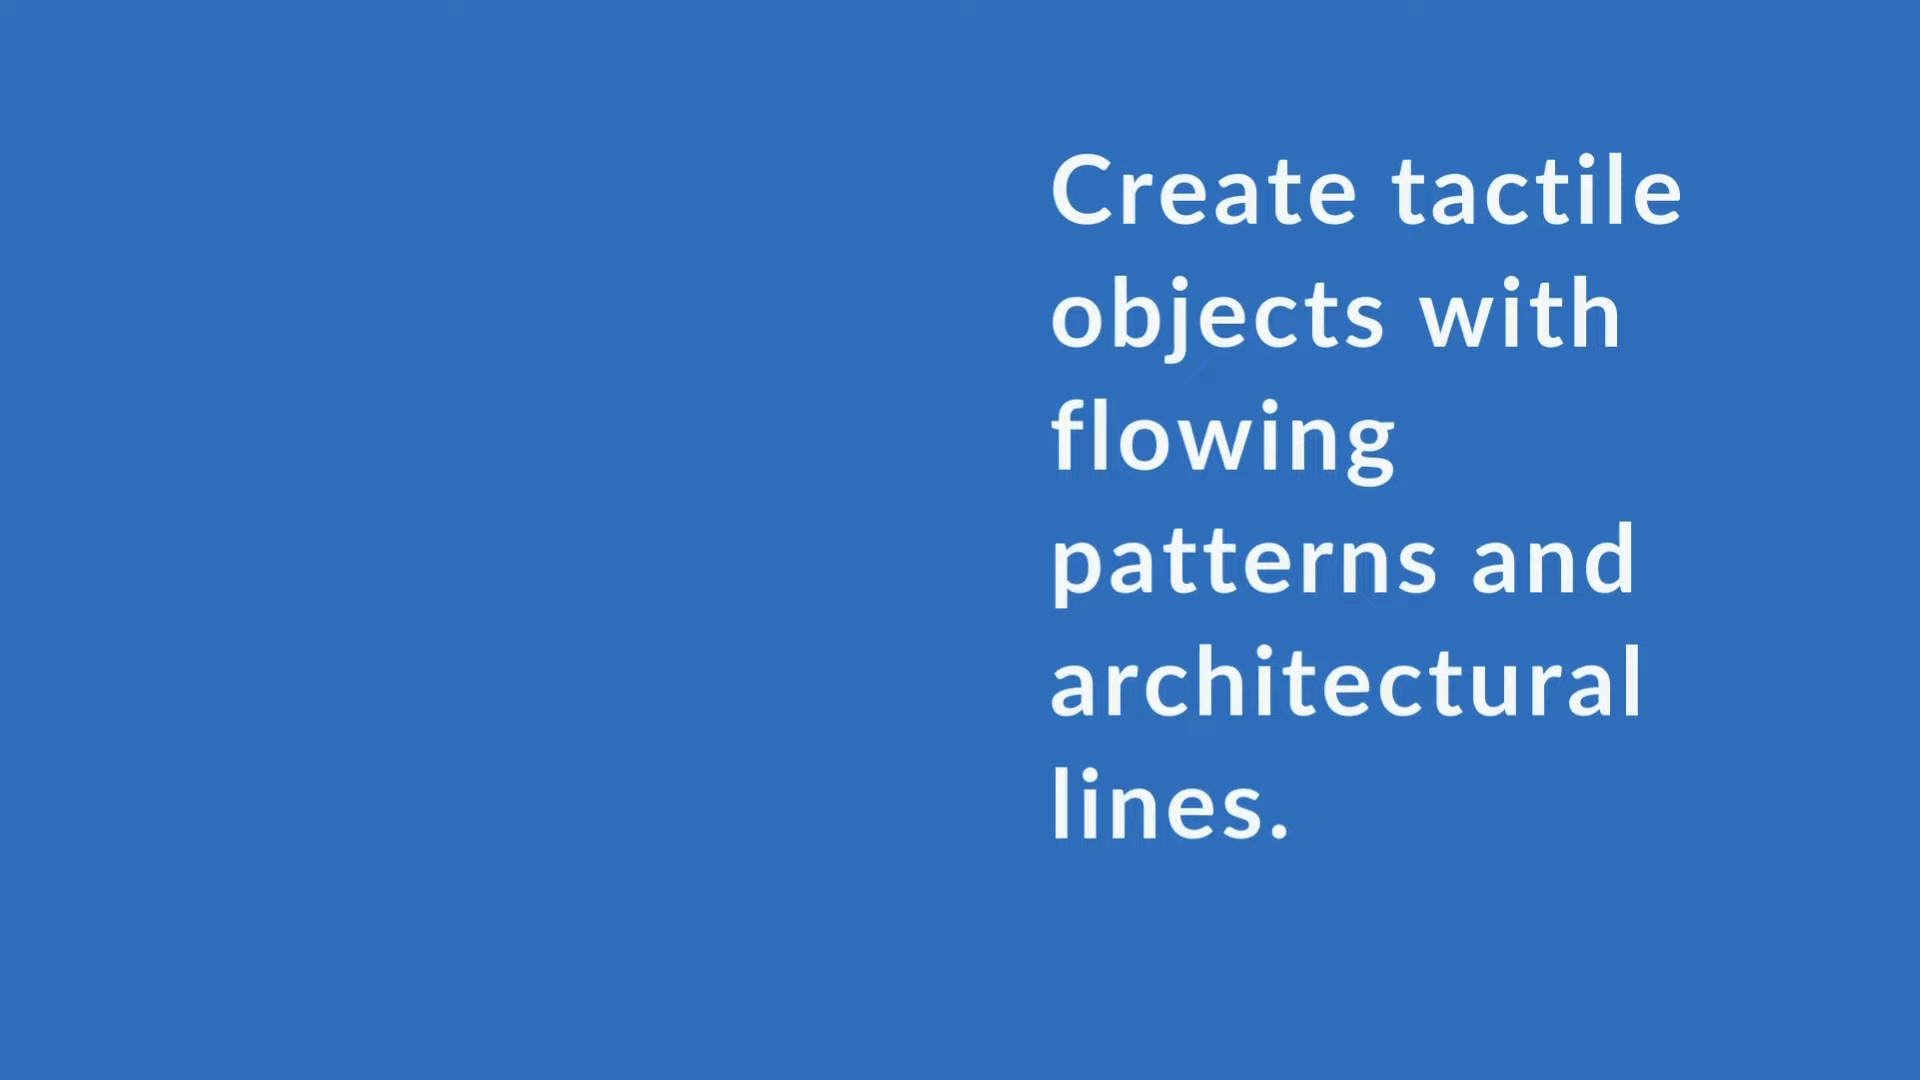 Create tactile
objects with
flowing
patterns and
architectural
lines.